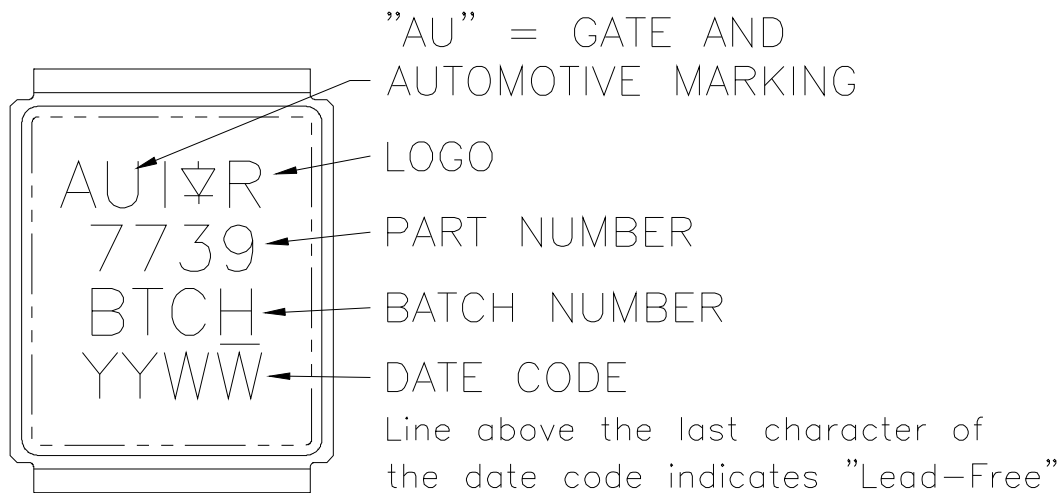 "AU" = GATE AND
AUTOMOTIVE MARKING
AUI R
LOGO
7739
PART NUMBER
BTCH
BATCH NUMBER
YYWW
DATE CODE
Line above the last character of
the date code indicates "Lead-Free"